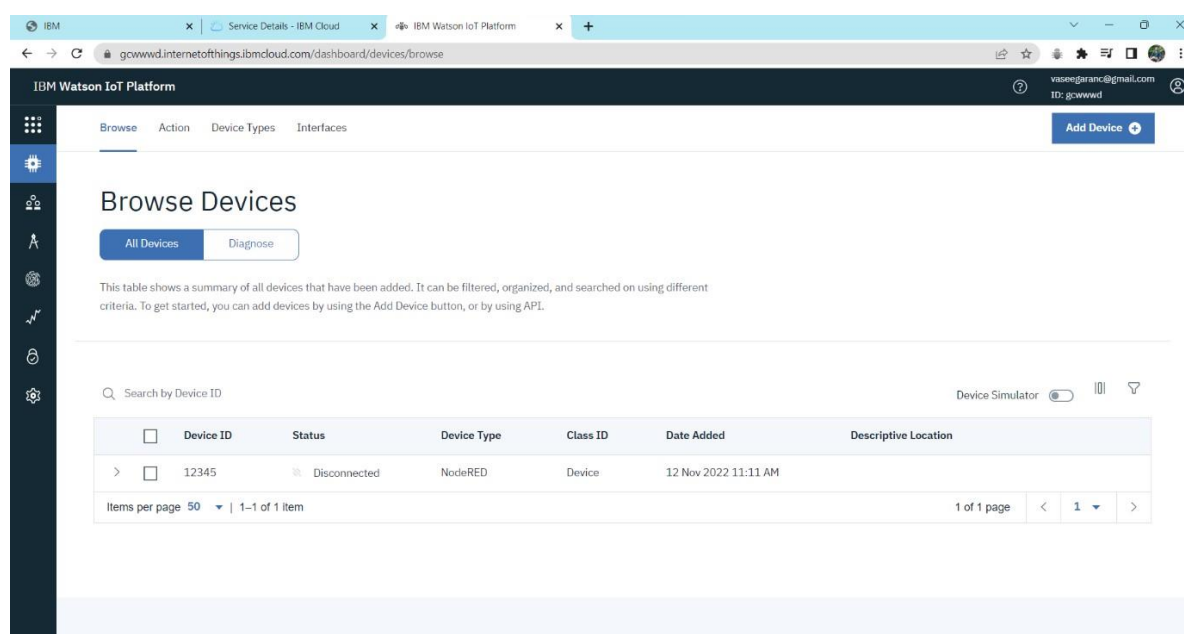 IBM
Service Details - IBM Cloud
IBM Watson IoT Platform
gcwwwd.internetofthings.ibmcloud.com/dashboard/devices/browse
IBM Watson IoT Platform
vaseegaranc@gmail.com
ID: gcwwwd
Browse Action Device Types Interfaces
Add Device
Browse Devices
All Devices Diagnose
This table shows a summary of all devices that have been added. It can be filtered, organized, and searched on using different
criteria. To get started, you can add devices by using the Add Device button, or by using API.
Search by Device ID
Device Simulator
Device ID Status Device Type Class ID Date Added Descriptive Location
12345 Disconnected NodeRED Device 12 Nov 2022 11:11 AM
Items per page 50 | 1–1 of 1 item
1 of 1 page < 1 >